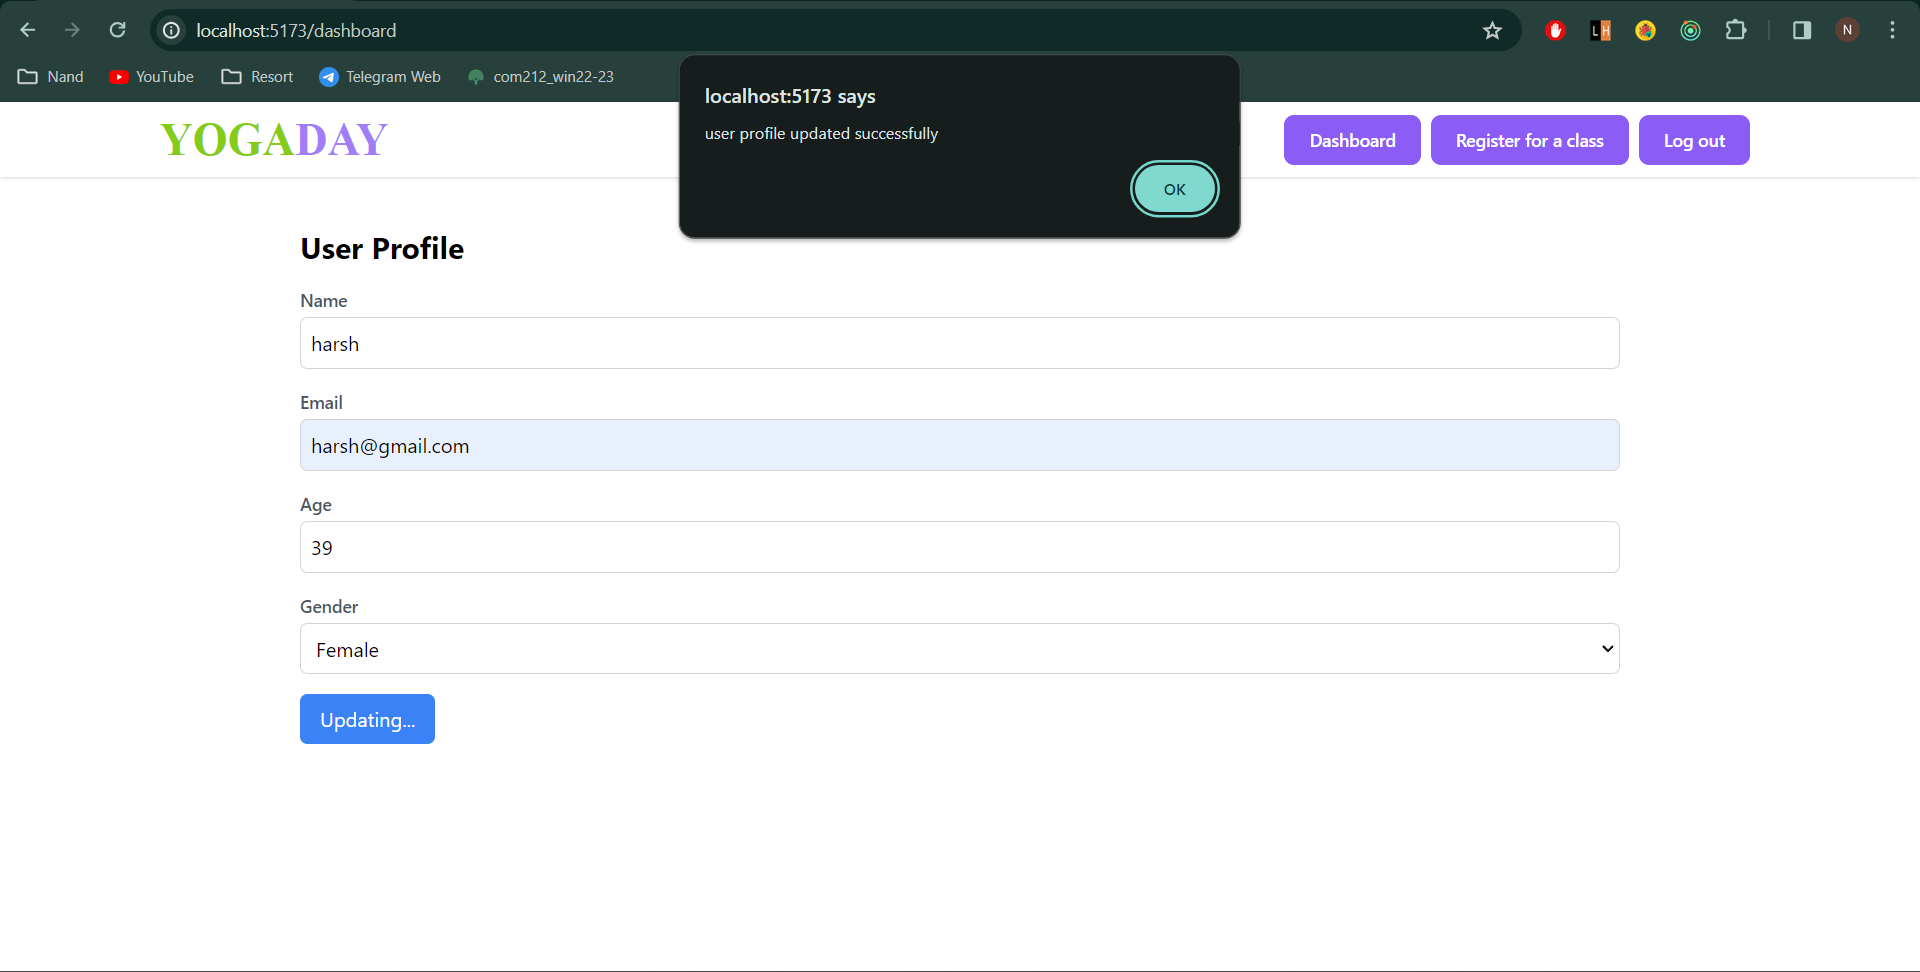 localhost:5173/dashboard
N
Nand
YouTube
Resort
Telegram Web
com212_win22-23
localhost:5173 says
user profile updated successfully
OK
YOGADAY
Dashboard
Register for a class
Log out
User Profile
Name
harsh
Email
harsh@gmail.com
Age
39
Gender
Female
Updating...